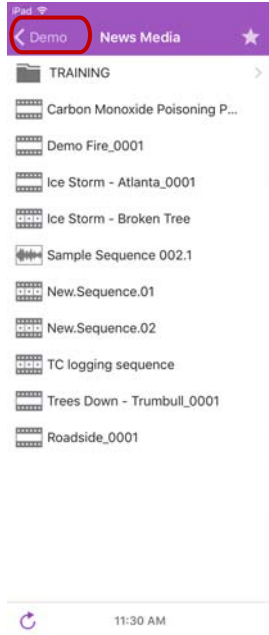 iPad
Demo News Media
TRAINING
Carbon Monoxide Poisoning P...
Demo Fire_0001
Ice Storm - Atlanta_0001
Ice Storm - Broken Tree
Sample Sequence 002.1
New.Sequence.01
New.Sequence.02
TC logging sequence
Trees Down - Trumbull_0001
Roadside_0001
11:30 AM